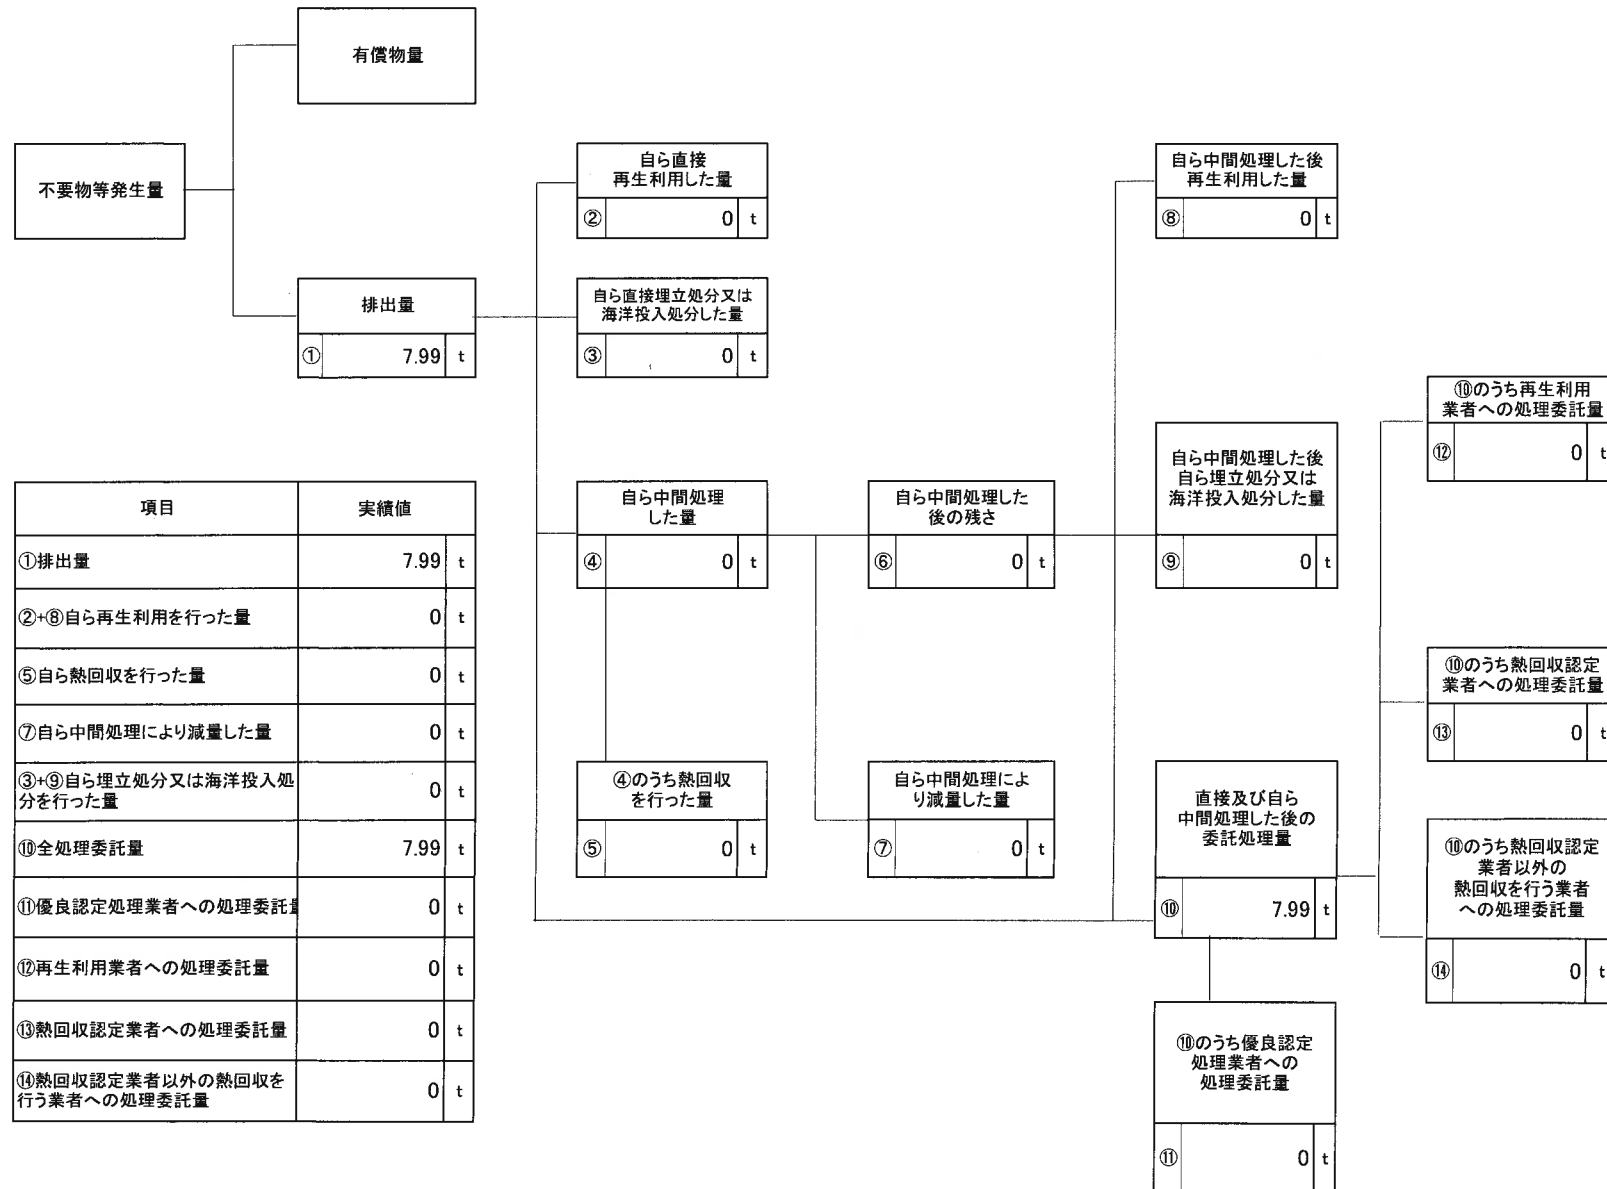 有償物量
不要物等発生量
排出量
① 7.99 t
自ら直接
再生利用した量
② 0 t
自ら直接埋立処分又は
海洋投入処分した量
③ 0 t
自ら中間処理
した量
④ 0 t
④のうち熱回収
を行った量
⑤ 0 t
自ら中間処理した
後の残さ
⑥ 0 t
自ら中間処理によ
り減量した量
⑦ 0 t
自ら中間処理した後
再生利用した量
⑧ 0 t
自ら中間処理した後
自ら埋立処分又は
海洋投入処分した量
⑨ 0 t
直接及び自ら
中間処理した後の
委託処理量
⑩ 7.99 t
⑩のうち優良認定
処理業者への
処理委託量
⑪ 0 t
⑩のうち再生利用
業者への処理委託量
⑫ 0 t
⑩のうち熱回収認定
業者への処理委託量
⑬ 0 t
⑩のうち熱回収認定
業者以外の
熱回収を行う業者
への処理委託量
⑭ 0 t
項目 実績値
①排出量 7.99 t
②+⑧自ら再生利用を行った量 0 t
⑤自ら熱回収を行った量 0 t
⑦自ら中間処理により減量した量 0 t
③+⑨自ら埋立処分又は海洋投入処
分を行った量 0 t
⑩全処理委託量 7.99 t
⑪優良認定処理業者への処理委託量 0 t
⑫再生利用業者への処理委託量 0 t
⑬熱回収認定業者への処理委託量 0 t
⑭熱回収認定業者以外の熱回収を
行う業者への処理委託量 0 t